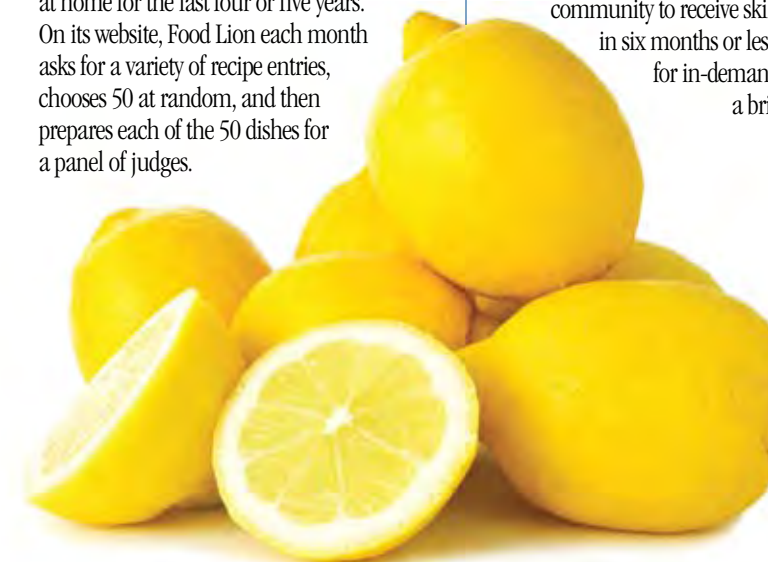 at home for the last four or five years.
On its website, Food Lion each month
asks for a variety of recipe entries,
chooses 50 at random, and then
prepares each of the 50 dishes for
a panel of judges.
community to receive
in six months or
for
a